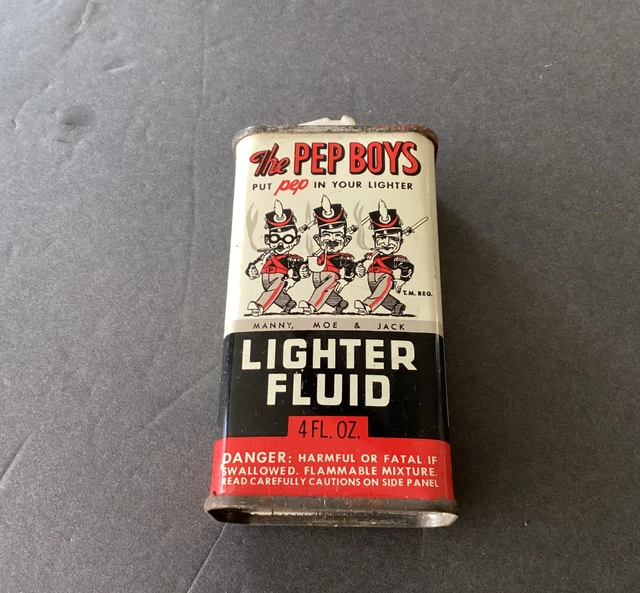 The PEP BOYS
PUT pep IN YOUR LIGHTER
T.M. REG.
MANNY, MOE & JACK
LIGHTER
FLUID
4 FL. OZ.
DANGER: HARMFUL OR FATAL IF
SWALLOWED. FLAMMABLE MIXTURE.
READ CAREFULLY CAUTIONS ON SIDE PANEL